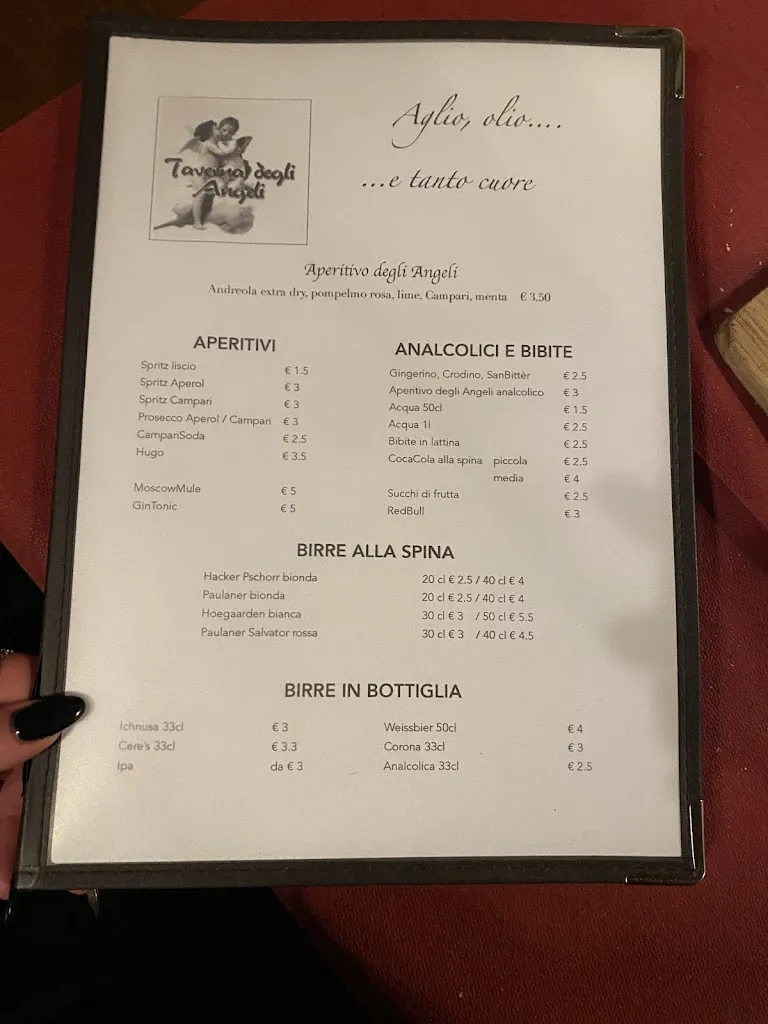 Taverna degli
Angeli
Aglio, olio....
...e tanto cuore
Aperitivo degli Angeli
Andreola extra dry, pompelmo rosa, lime, Campari, menta € 3,50
APERITIVI
Spritz liscio € 1.5
Spritz Aperol € 3
Spritz Campari € 3
Prosecco Aperol / Campari € 3
CampariSoda € 2.5
Hugo € 3.5
MoscowMule € 5
GinTonic € 5
ANALCOLICI E BIBITE
Gingerino, Crodino, SanBittèr € 2.5
Aperitivo degli Angeli analcolico € 3
Acqua 50cl € 1.5
Acqua 1l € 2.5
Bibite in lattina € 2.5
CocaCola alla spina piccola € 2.5
media € 4
Succhi di frutta € 2.5
RedBull € 3
BIRRE ALLA SPINA
Hacker Pschorr bionda 20 cl € 2.5 / 40 cl € 4
Paulaner bionda 20 cl € 2.5 / 40 cl € 4
Hoegaarden bianca 30 cl € 3 / 50 cl € 5.5
Paulaner Salvator rossa 30 cl € 3 / 40 cl € 4.5
BIRRE IN BOTTIGLIA
Ichnusa 33cl € 3
Cere's 33cl € 3.3
Ipa da € 3
Weissbier 50cl € 4
Corona 33cl € 3
Analcolica 33cl € 2.5